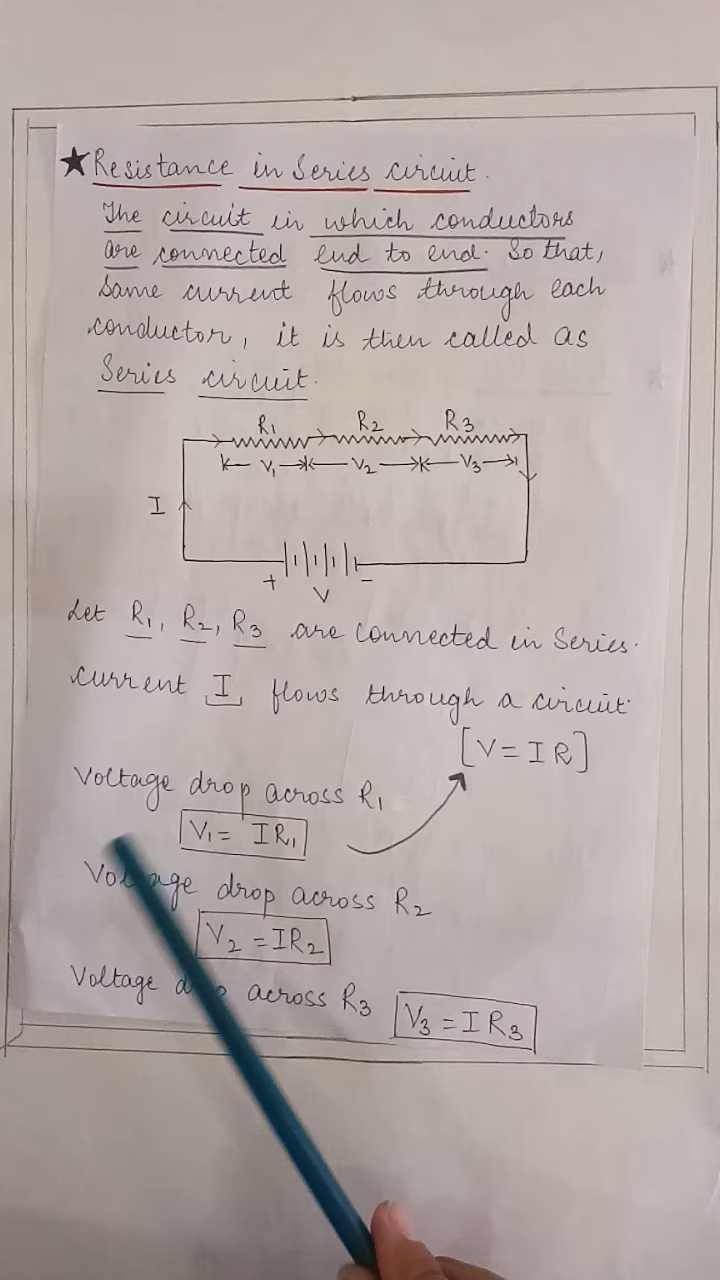 ★Resistance in Series circuit.
The circuit in which conductors
are connected end to end. So that,
Same current flows through each
conductor, it is then called as
Series circuit.
R1 R2 R3
V1 V2 V3
I
+ -
V
Let R1, R2, R3 are connected in Series.
current I flows through a circuit.
[V = IR]
Voltage drop across R1
V1 = IR1
drop across R2
V2 = IR2
Voltage across R3 V3 = IR3